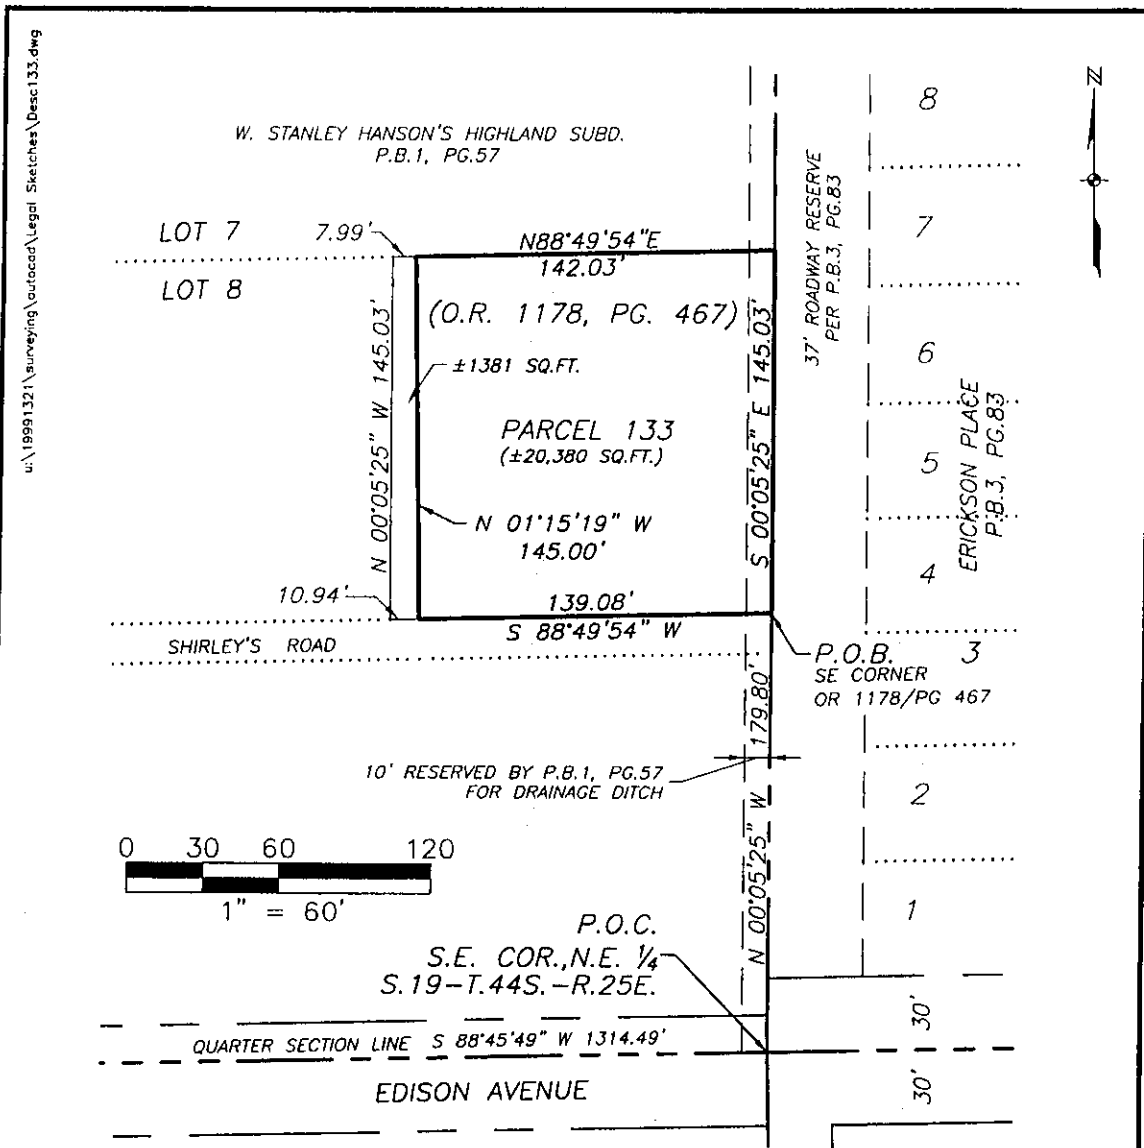 u:\19991321\surveying\autocad\Legal Sketches\Desc133.dwg
W. STANLEY HANSON'S HIGHLAND SUBD.
P.B.1, PG.57
LOT 7
7.99'
LOT 8
N88°49'54"E
142.03'
(O.R. 1178, PG. 467)
±1381 SQ.FT.
PARCEL 133
(±20,380 SQ.FT.)
N 01°15'19" W
145.00'
N 00°05'25" W 145.03'
S 00°05'25" E 145.03'
10.94'
139.08'
S 88°49'54" W
SHIRLEY'S ROAD
37' ROADWAY RESERVE
PER P.B.3, PG.83
N
8
7
6
5
4
3
2
1
ERICKSON PLACE
P.B.3, PG.83
P.O.B.
SE CORNER
OR 1178/PG 467
N 00°05'25" W 179.80'
10' RESERVED BY P.B.1, PG.57
FOR DRAINAGE DITCH
0 30 60 120
1" = 60'
P.O.C.
S.E. COR.,N.E. ¼
S.19-T.44S.-R.25E.
QUARTER SECTION LINE S 88°45'49" W 1314.49'
EDISON AVENUE
30'
30'